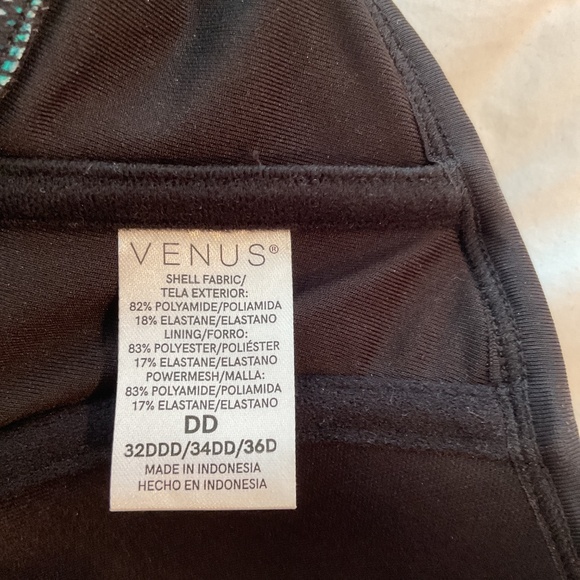 VENUS®
SHELL FABRIC/
TELA EXTERIOR:
82% POLYAMIDE/POLIAMIDA
18% ELASTANE/ELASTANO
LINING/FORRO:
83% POLYESTER/POLIÉSTER
17% ELASTANE/ELASTANO
POWERMESH/MALLA:
83% POLYAMIDE/POLIAMIDA
17% ELASTANE/ELASTANO
DD
32DDD/34DD/36D
MADE IN INDONESIA
HECHO EN INDONESIA